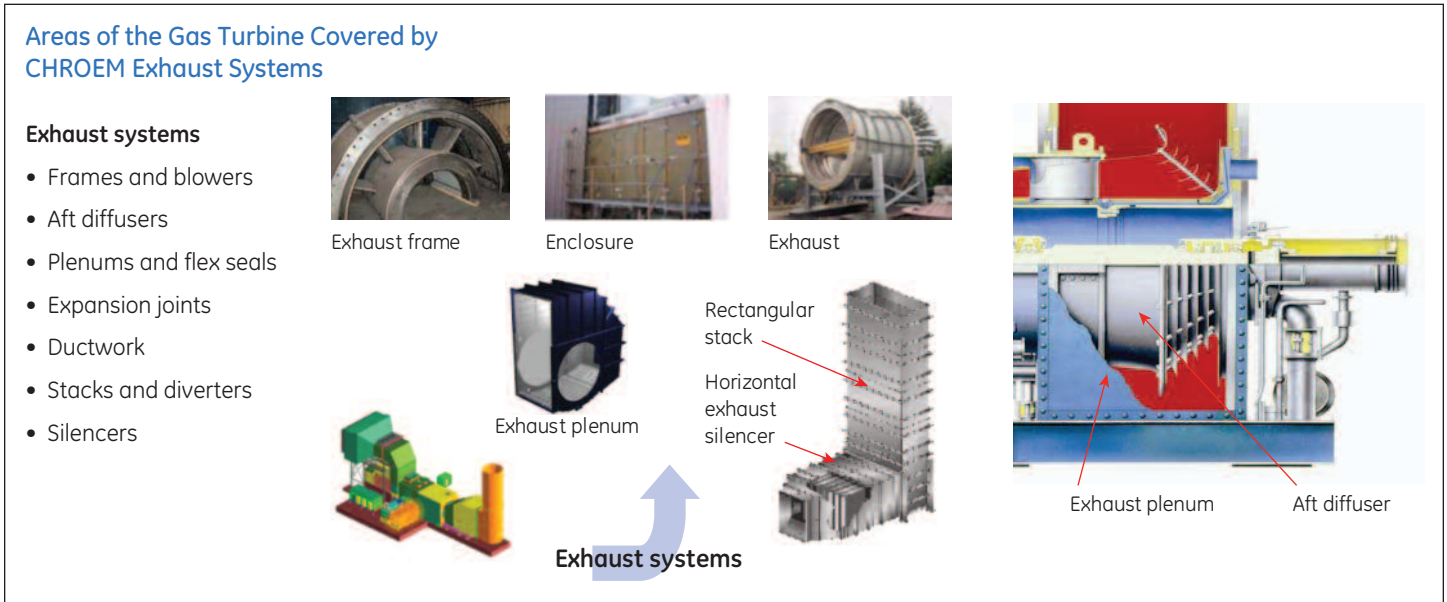 Areas of the Gas Turbine Covered by
CHROEM Exhaust Systems
Exhaust systems
• Frames and blowers
• Aft diffusers
• Plenums and flex seals
• Expansion joints
• Ductwork
• Stacks and diverters
• Silencers
Exhaust frame
Enclosure
Exhaust
Exhaust plenum
Rectangular
stack
Horizontal
exhaust
silencer
Exhaust systems
Exhaust plenum
Aft diffuser